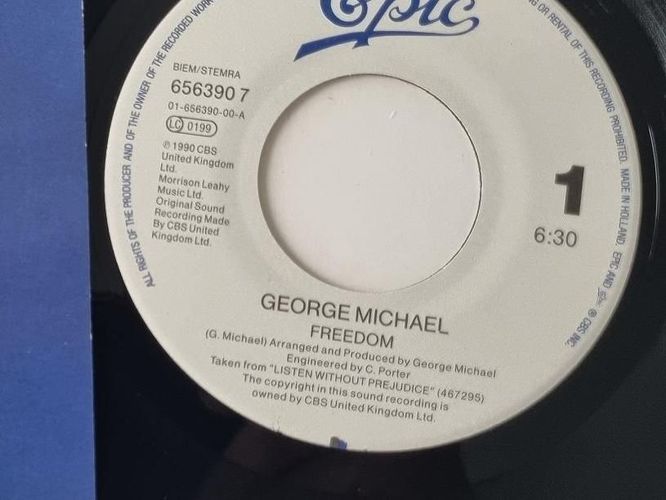 Epic
ALL RIGHTS OF THE PRODUCER AND OF THE OWNER OF THE RECORDED WORK
OR RENTAL OF THIS RECORDING PROHIBITED. MADE IN HOLLAND. EPIC AND
® CBS INC.
BIEM/STEMRA
656390 7
01-656390-00-A
LC 0199
℗ 1990 CBS
United Kingdom
Ltd.
Morrison Leahy
Music Ltd.
Original Sound
Recording Made
By CBS United
Kingdom Ltd.
1
6:30
GEORGE MICHAEL
FREEDOM
(G. Michael) Arranged and Produced by George Michael
Engineered by C. Porter
Taken from "LISTEN WITHOUT PREJUDICE" (467295)
The copyright in this sound recording is
owned by CBS United Kingdom Ltd.